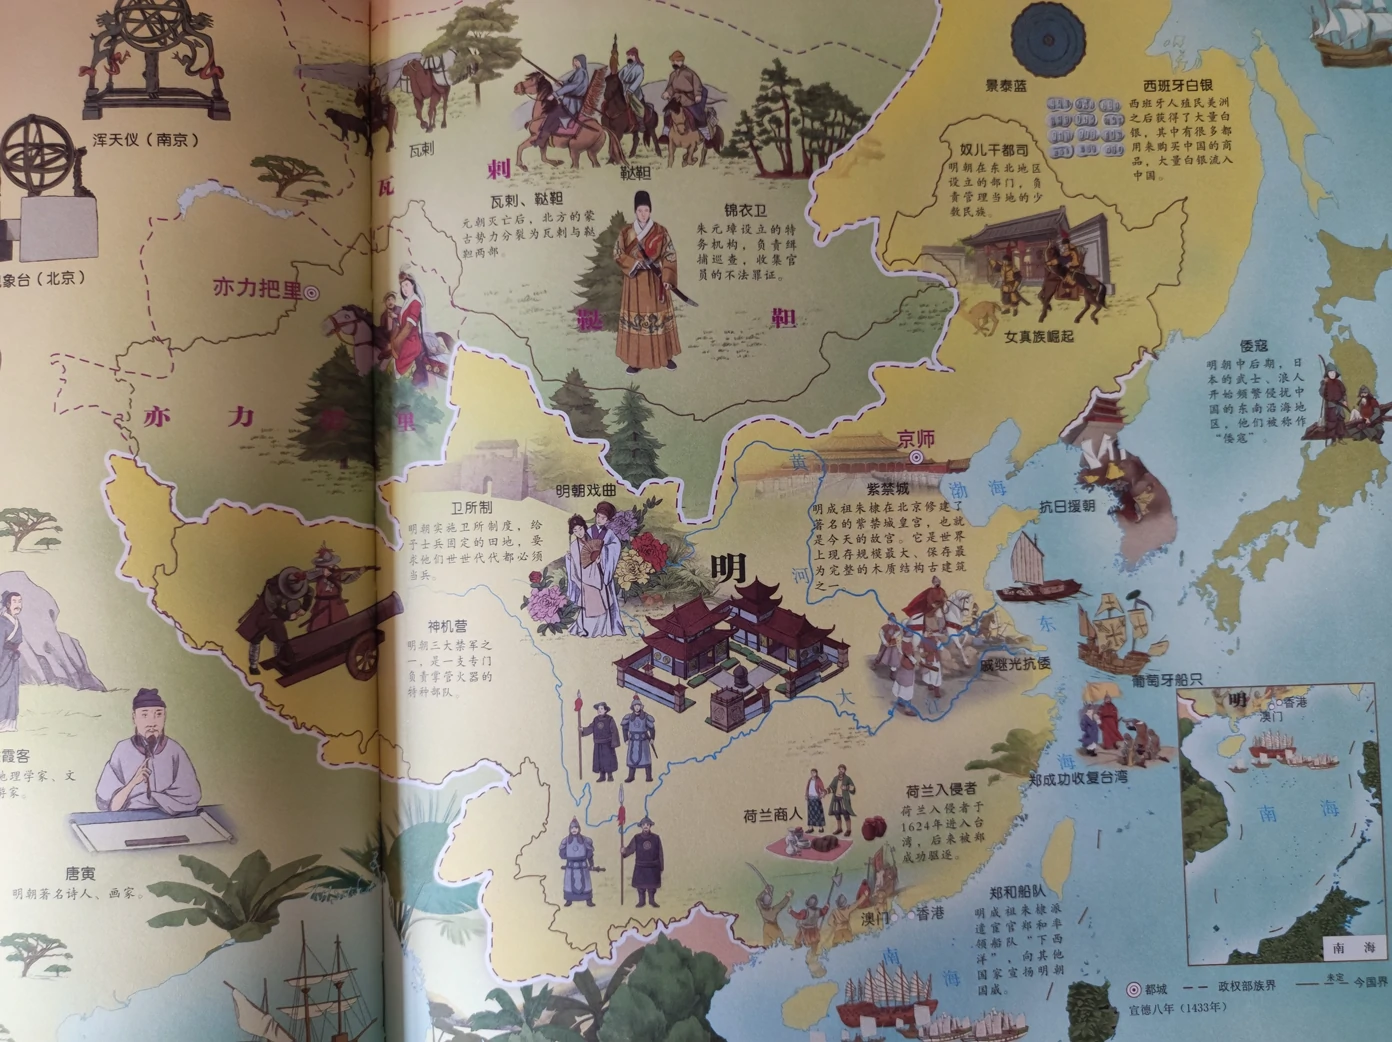 浑天仪（南京）
象台（北京）
瓦剌
瓦
剌
鞑靼
瓦剌、鞑靼
元朝灭亡后，北方的蒙
古势力分裂为瓦剌与鞑
靼两部。
锦衣卫
朱元璋设立的特
务机构，负责缉
捕巡查，收集官
员的不法罪证。
鞑
靼
景泰蓝
西班牙白银
西班牙人殖民美洲
之后获得了大量白
银，其中有很多都
用来购买中国的商
品，大量白银流入
中国。
奴儿干都司
明朝在东北地区
设立的部门，负
责管理当地的少
数民族。
女真族崛起
倭寇
明朝中后期，日
本的武士、浪人
开始频繁侵扰中
国的东南沿海地
区，他们被称作
“倭寇”。
亦力把里
亦
力
里
京师
黄
河
紫禁城
明成祖朱棣在北京修建了
著名的紫禁城皇宫，也就
是今天的故宫。它是世界
上现存规模最大、保存最
为完整的木质结构古建筑
之一。
渤
海
抗日援朝
卫所制
明朝实施卫所制度，给
于士兵固定的田地，要
求他们世世代代都必须
当兵。
明朝戏曲
明
神机营
明朝三大禁军之
一，是一支专门
负责掌管火器的
特种部队。
大
江
东
海
戚继光抗倭
葡萄牙船只
郑成功收复台湾
霞客
地理学家、文
唐寅
明朝著名诗人、画家。
荷兰商人
荷兰入侵者
荷兰入侵者于
1624年进入台
湾，后来被郑
成功驱逐。
澳门
香港
郑和船队
明成祖朱棣派
遣宦官郑和率
领船队“下西
洋”，向其他
国家宣扬明朝
国威。
南
海
明
香港
澳门
南
海
南 海
都城
政权部族界
未定
今国界
宣德八年（1433年）